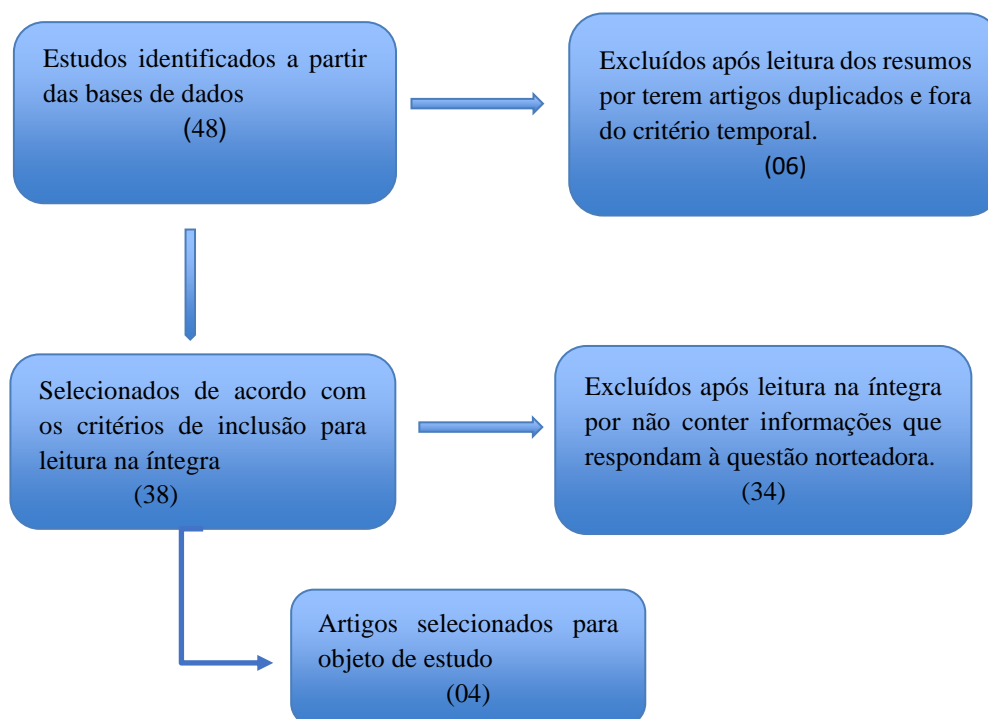 Estudos identificados a partir
das bases de dados
(48)
Excluídos após leitura dos resumos
por terem artigos duplicados e fora
do critério temporal.
(06)
Selecionados de acordo com
os critérios de inclusão para
leitura na íntegra
(38)
Excluídos após leitura na íntegra
por não conter informações que
respondam à questão norteadora.
(34)
Artigos selecionados para
objeto de estudo
(04)